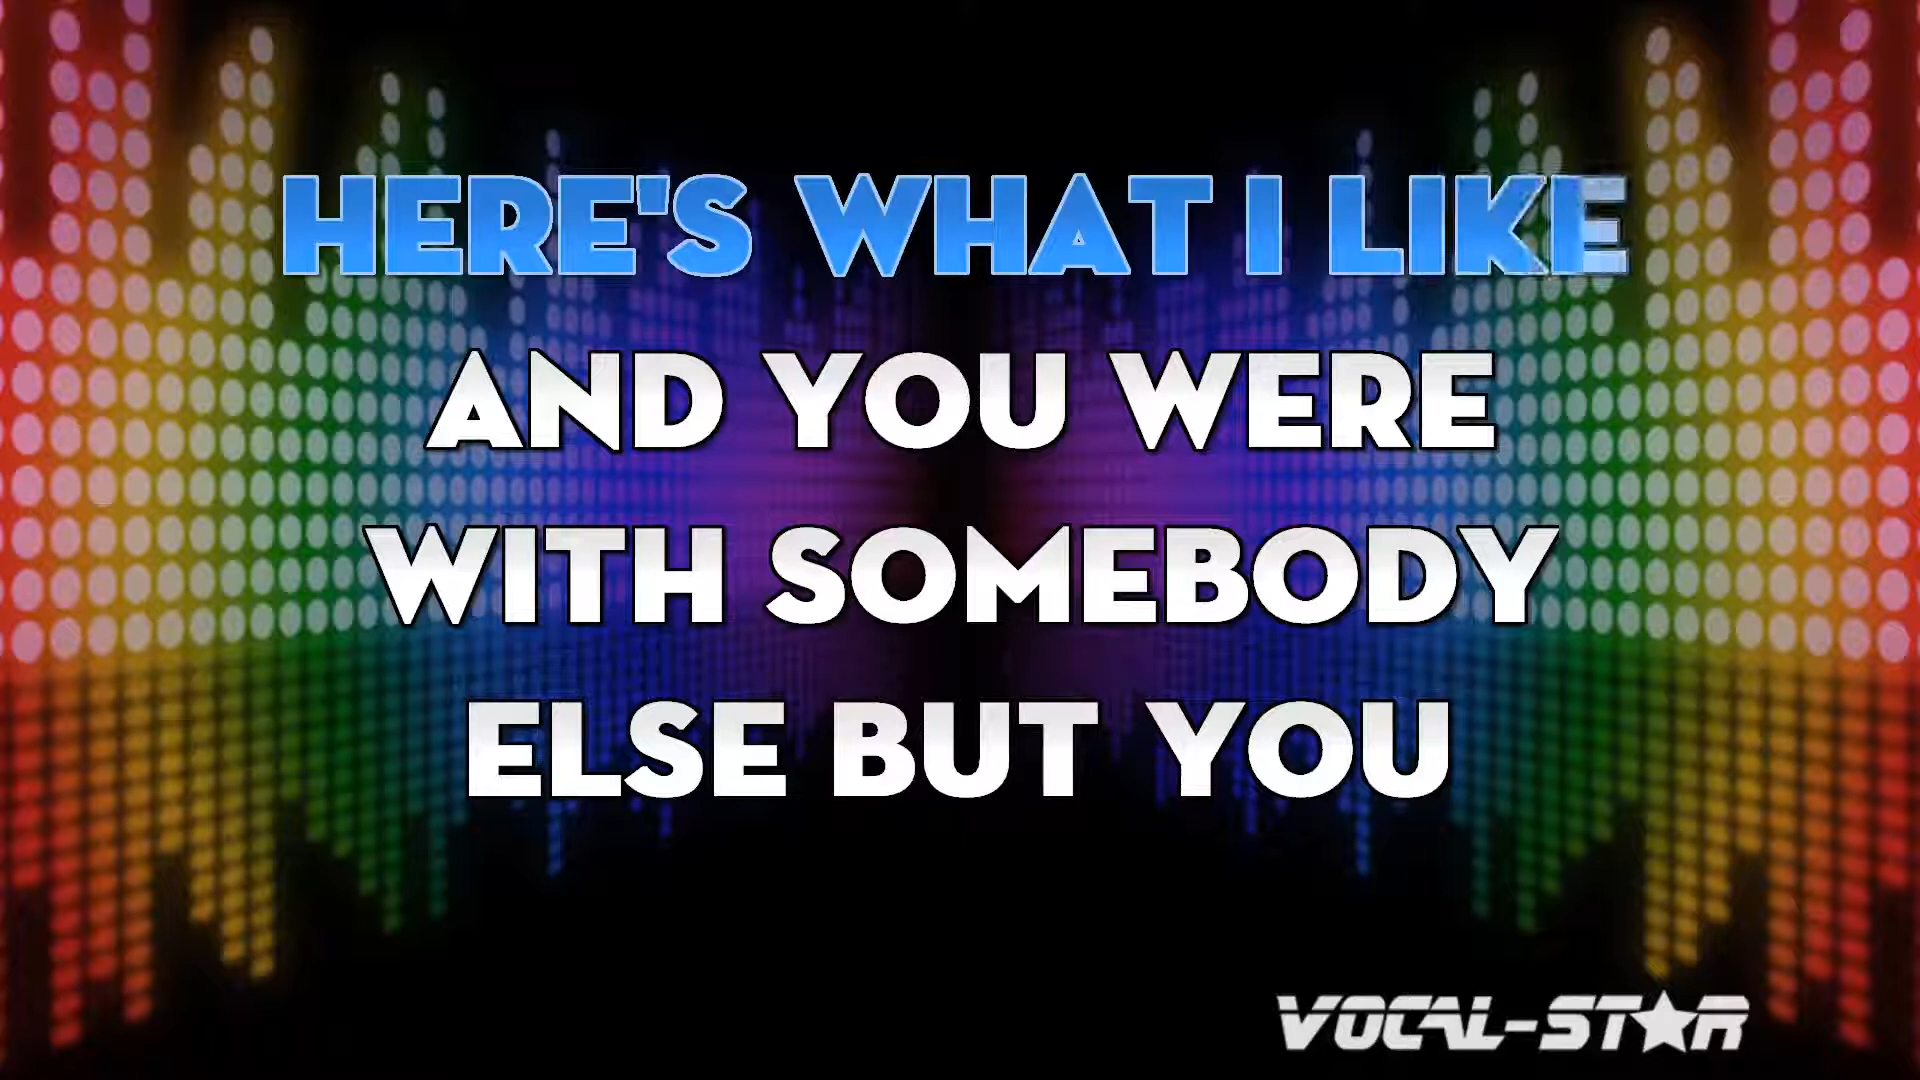 HERE'S WHAT I LIKE
AND YOU WERE
WITH SOMEBODY
ELSE BUT YOU
VOCAL-STAR